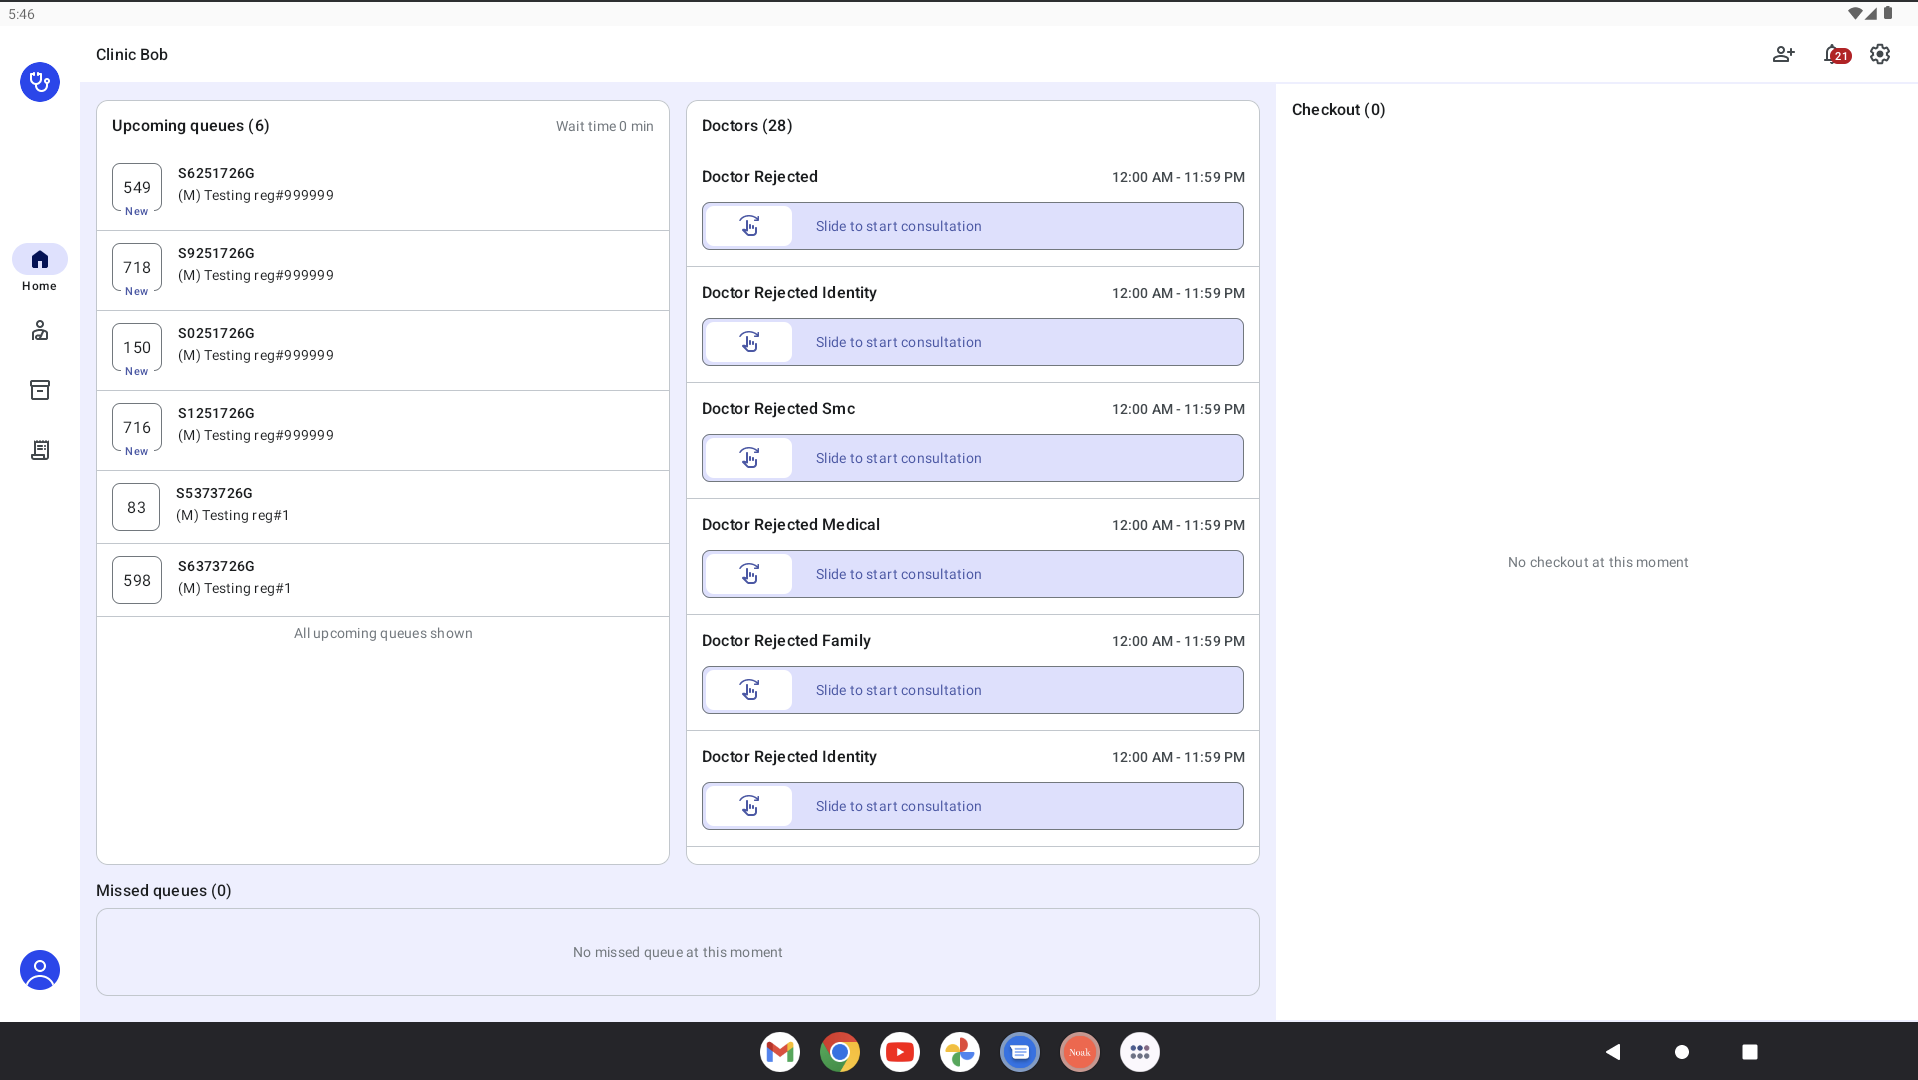 5:46
Clinic Bob
21
Upcoming queues (6)
Wait time 0 min
549
New
S6251726G
(M) Testing reg#999999
718
New
S9251726G
(M) Testing reg#999999
150
New
S0251726G
(M) Testing reg#999999
716
New
S1251726G
(M) Testing reg#999999
83
S5373726G
(M) Testing reg#1
598
S6373726G
(M) Testing reg#1
All upcoming queues shown
Doctors (28)
Doctor Rejected
12:00 AM - 11:59 PM
Slide to start consultation
Doctor Rejected Identity
12:00 AM - 11:59 PM
Slide to start consultation
Doctor Rejected Smc
12:00 AM - 11:59 PM
Slide to start consultation
Doctor Rejected Medical
12:00 AM - 11:59 PM
Slide to start consultation
Doctor Rejected Family
12:00 AM - 11:59 PM
Slide to start consultation
Doctor Rejected Identity
12:00 AM - 11:59 PM
Slide to start consultation
Checkout (0)
No checkout at this moment
Home
Missed queues (0)
No missed queue at this moment
Noak